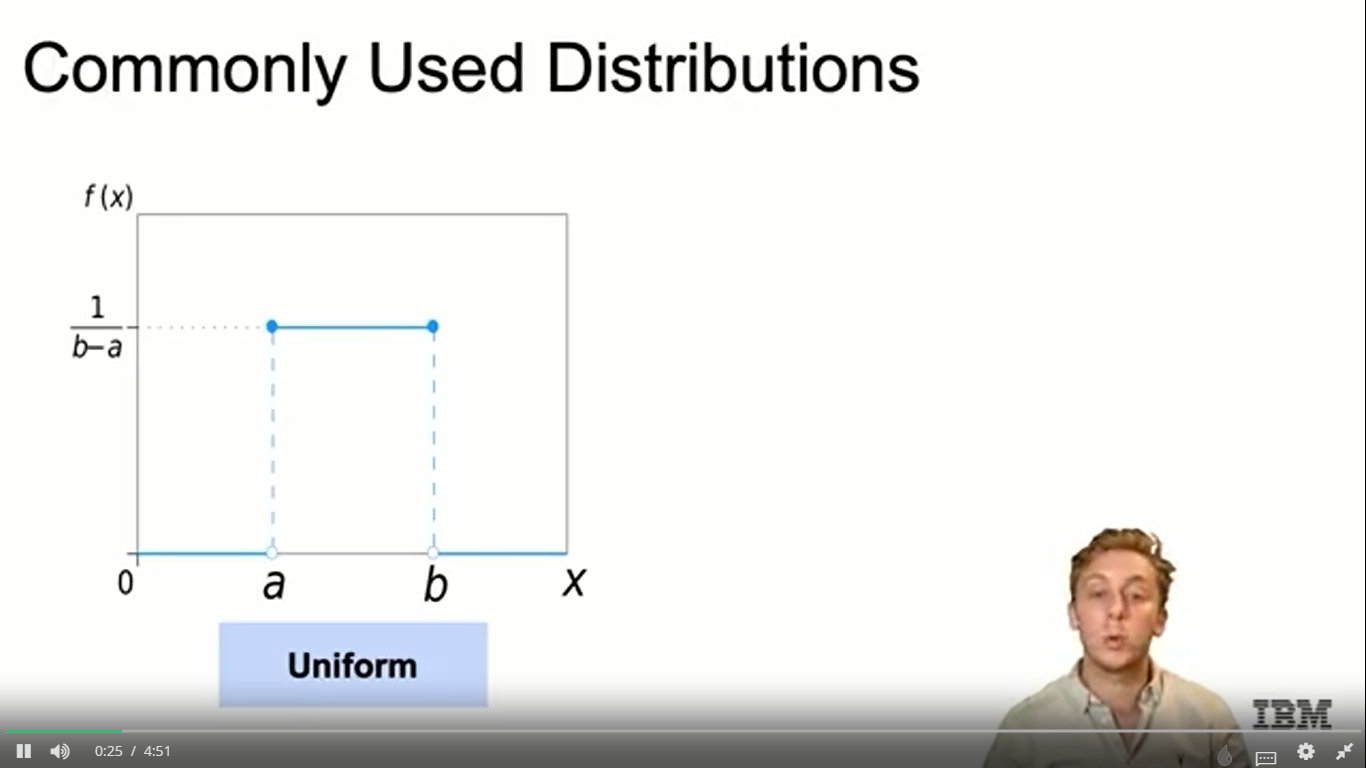 Commonly Used Distributions
f (x)
1
b–a
0
a
b
x
Uniform
IBM
0:25 / 4:51